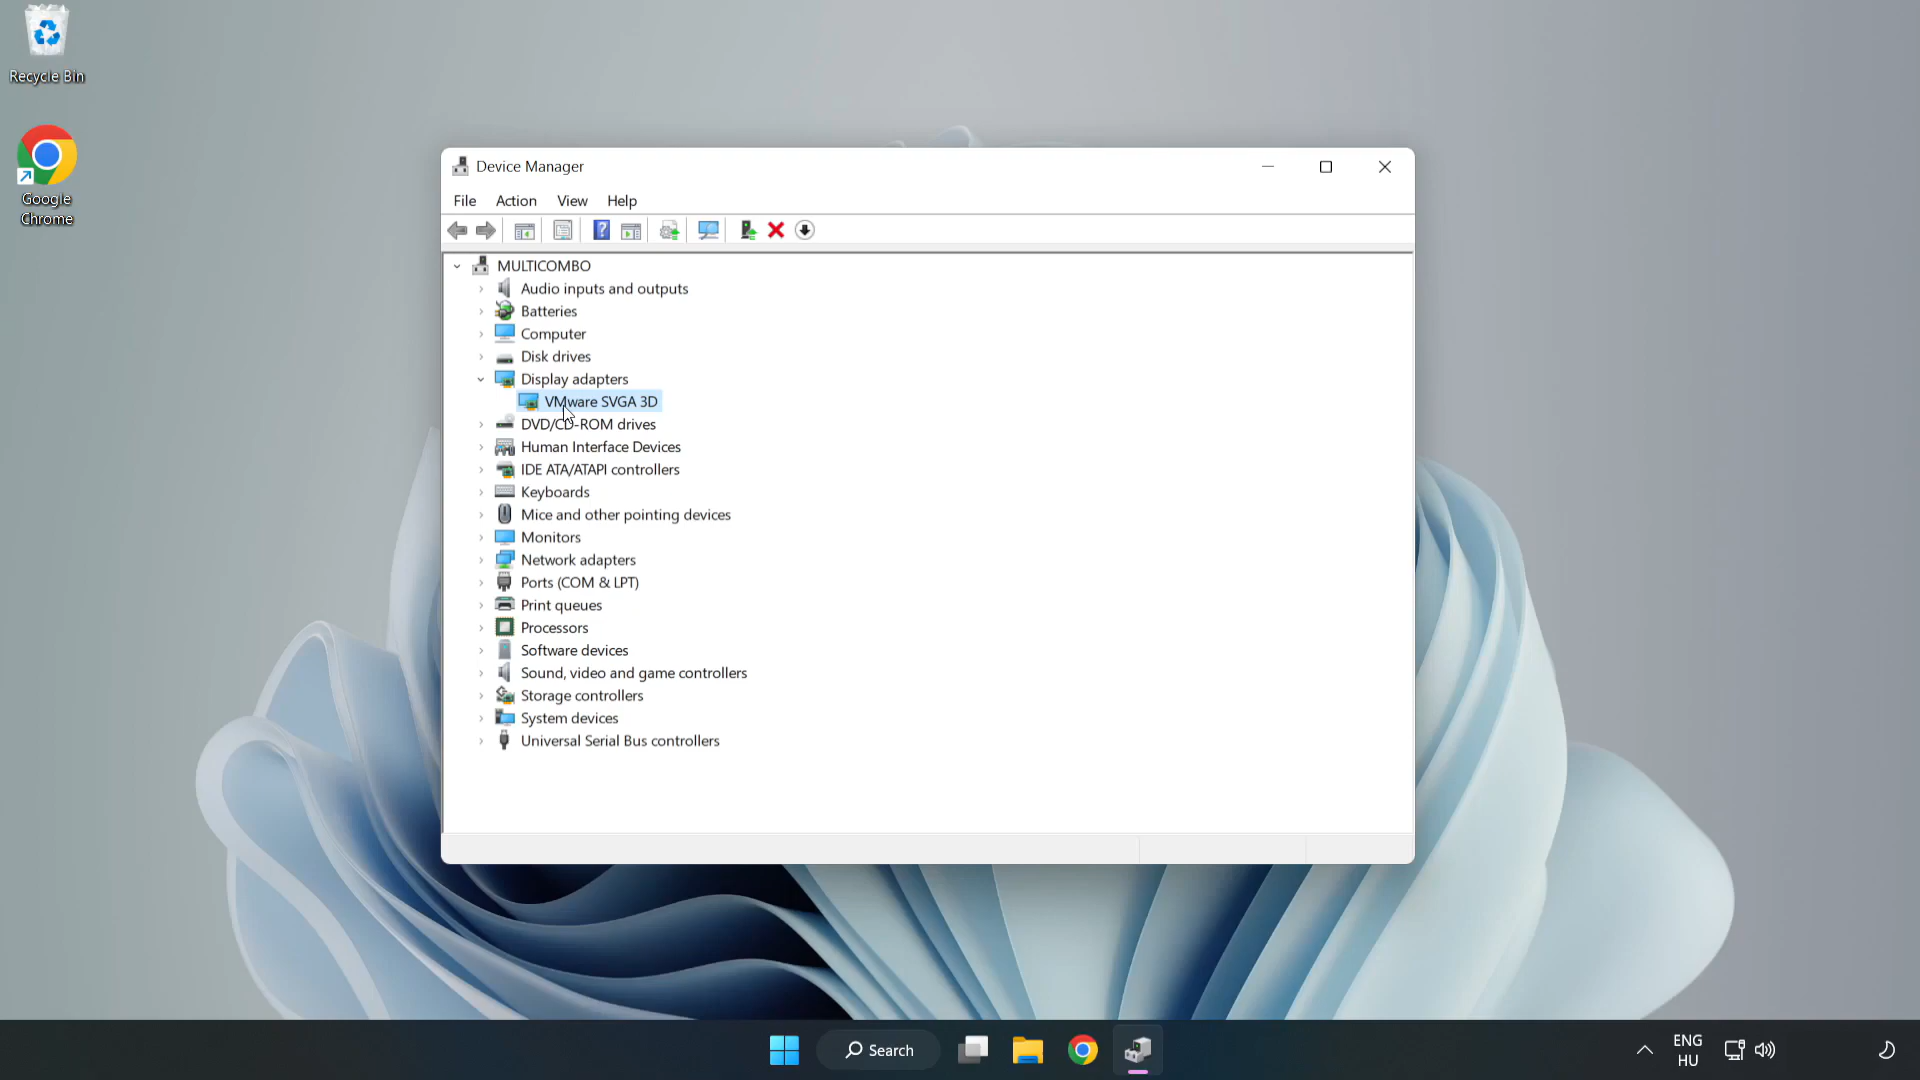 Recycle Bin
Google
Chrome
Device Manager
File Action View Help
MULTICOMBO
Audio inputs and outputs
Batteries
Computer
Disk drives
Display adapters
VMware SVGA 3D
DVD/CD-ROM drives
Human Interface Devices
IDE ATA/ATAPI controllers
Keyboards
Mice and other pointing devices
Monitors
Network adapters
Ports (COM & LPT)
Print queues
Processors
Software devices
Sound, video and game controllers
Storage controllers
System devices
Universal Serial Bus controllers
Search
ENG
HU